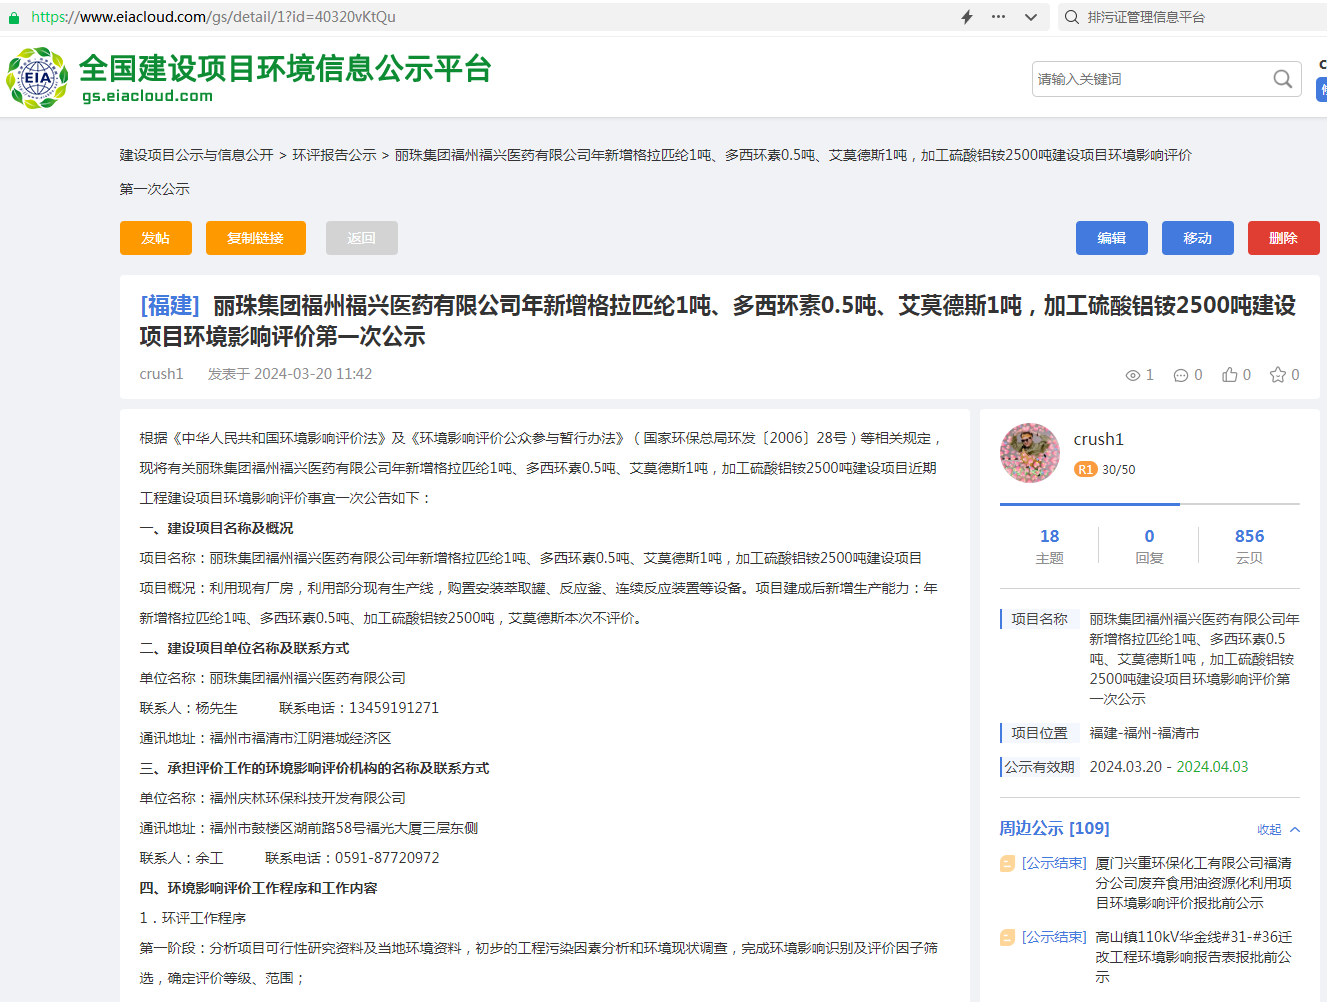 https://www.eiacloud.com/gs/detail/1?id=40320vKtQu
排污证管理信息平台
EIA
全国建设项目环境信息公示平台
gs.eiacloud.com
请输入关键词
建设项目公示与信息公开 > 环评报告公示 > 丽珠集团福州福兴医药有限公司年新增格拉匹纶1吨、多西环素0.5吨、艾莫德斯1吨，加工硫酸铝铵2500吨建设项目环境影响评价
第一次公示
发帖 复制链接 返回 编辑 移动 删除
[福建] 丽珠集团福州福兴医药有限公司年新增格拉匹纶1吨、多西环素0.5吨、艾莫德斯1吨，加工硫酸铝铵2500吨建设
项目环境影响评价第一次公示
crush1 发表于 2024-03-20 11:42 1 0 0 0
根据《中华人民共和国环境影响评价法》及《环境影响评价公众参与暂行办法》（国家环保总局环发〔2006〕28号）等相关规定，
现将有关丽珠集团福州福兴医药有限公司年新增格拉匹纶1吨、多西环素0.5吨、艾莫德斯1吨，加工硫酸铝铵2500吨建设项目近期
工程建设项目环境影响评价事宜一次公告如下：
一、建设项目名称及概况
项目名称：丽珠集团福州福兴医药有限公司年新增格拉匹纶1吨、多西环素0.5吨、艾莫德斯1吨，加工硫酸铝铵2500吨建设项目
项目概况：利用现有厂房，利用部分现有生产线，购置安装萃取罐、反应釜、连续反应装置等设备。项目建成后新增生产能力：年
新增格拉匹纶1吨、多西环素0.5吨、加工硫酸铝铵2500吨，艾莫德斯本次不评价。
二、建设项目单位名称及联系方式
单位名称：丽珠集团福州福兴医药有限公司
联系人：杨先生 联系电话：13459191271
通讯地址：福州市福清市江阴港城经济区
三、承担评价工作的环境影响评价机构的名称及联系方式
单位名称：福州庆林环保科技开发有限公司
通讯地址：福州市鼓楼区湖前路58号福光大厦三层东侧
联系人：余工 联系电话：0591-87720972
四、环境影响评价工作程序和工作内容
1．环评工作程序
第一阶段：分析项目可行性研究资料及当地环境资料，初步的工程污染因素分析和环境现状调查，完成环境影响识别及评价因子筛
选，确定评价等级、范围；
crush1
R1 30/50
18 0 856
主题 回复 云贝
项目名称 丽珠集团福州福兴医药有限公司年
新增格拉匹纶1吨、多西环素0.5
吨、艾莫德斯1吨，加工硫酸铝铵
2500吨建设项目环境影响评价第
一次公示
项目位置 福建-福州-福清市
公示有效期 2024.03.20 - 2024.04.03
周边公示 [109] 收起
[公示结束] 厦门兴重环保化工有限公司福清
分公司废弃食用油资源化利用项
目环境影响评价报批前公示
[公示结束] 高山镇110kV华金线#31-#36迁
改工程环境影响报告表报批前公
示